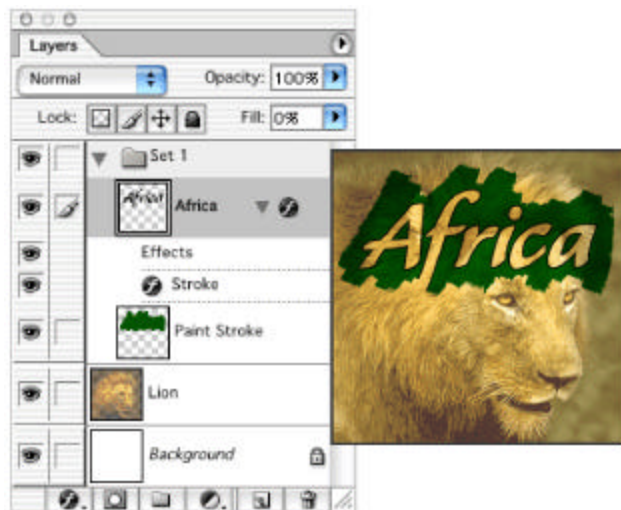 Layers
Normal Opacity: 100%
Lock: Fill: 0%
Set 1
Africa Africa
Effects
Stroke
Paint Stroke
Lion
Background
Africa